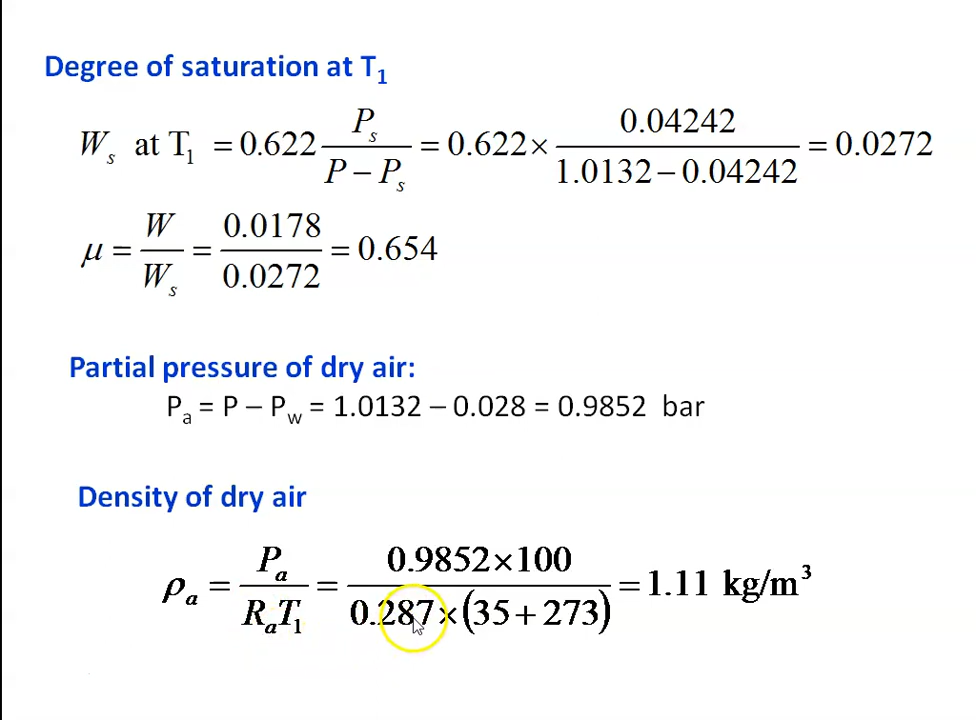 Degree of saturation at T₁
Wₛ at T₁ = 0.622 Pₛ / (P − Pₛ) = 0.622 × 0.04242 / (1.0132 − 0.04242) = 0.0272
μ = W / Wₛ = 0.0178 / 0.0272 = 0.654
Partial pressure of dry air:
Pₐ = P – P_w = 1.0132 – 0.028 = 0.9852 bar
Density of dry air
ρₐ = Pₐ / (RₐT₁) = 0.9852×100 / (0.287×(35+273)) = 1.11 kg/m³